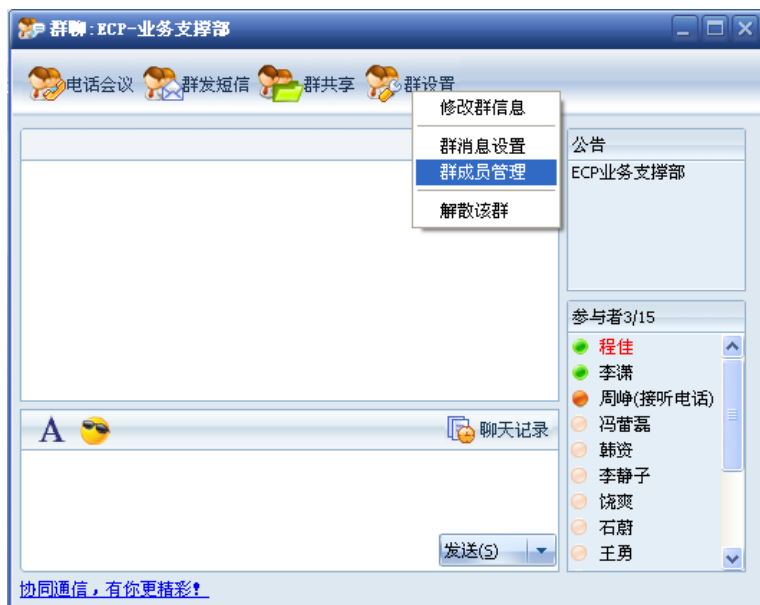 群聊:ECP-业务支撑部
电话会议 群发短信 群共享 群设置
修改群信息
群消息设置
群成员管理
解散该群
公告
ECP业务支撑部
参与者3/15
程佳
李潇
周峥(接听电话)
冯蕾磊
韩资
李静子
饶爽
石蔚
王勇
A
聊天记录
发送(S)
协同通信，有你更精彩！